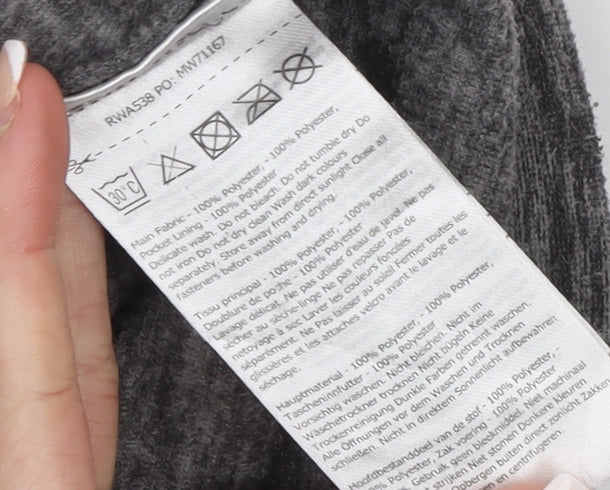 RWA538 PO: MW71167
30°C
Main Fabric - 100% Polyester, - 100% Polyester,
Pocket Lining - 100% Polyester
Delicate wash. Do not bleach. Do not tumble dry Do
not iron Do not dry clean Wash dark colours
separately. Store away from direct sunlight Close all
fasteners before washing and drying.
Tissu principal - 100% Polyester, - 100% Polyester,
Doublure de poche - 100% Polyester
Lavage délicat. Ne pas utiliser d'eau de javel. Ne pas
sécher au sèche-linge Ne pas repasser Pas de
nettoyage à sec Laver les couleurs foncées
séparément. Ne Pas laisser au soleil Fermer toutes les
glissières et les attaches velcro avant le lavage et le
séchage.
Hauptmaterial - 100% Polyester, - 100% Polyester,
Tascheninnfutter - 100% Polyester
Vorsichtig waschen. Nicht bleichen. Nicht im
Wäschetrockner trocknen Nicht bügeln Keine
Trockenreinigung Dunkle Farben getrennt waschen.
Alle Öffnungen vor dem Waschen und Trocknen
schließen. Nicht in direktem Sonnenlicht aufbewahren
Hoofdbestanddeel van de stof - 100% Polyester, -
Polyester, Zak voering - 100% Polyester
Gebruik geen bleekmiddel. Niet machinaal
strijken Niet stomen Donkere kleuren
Opbergen buiten direct zonlicht Zakken
en centrifugeren.